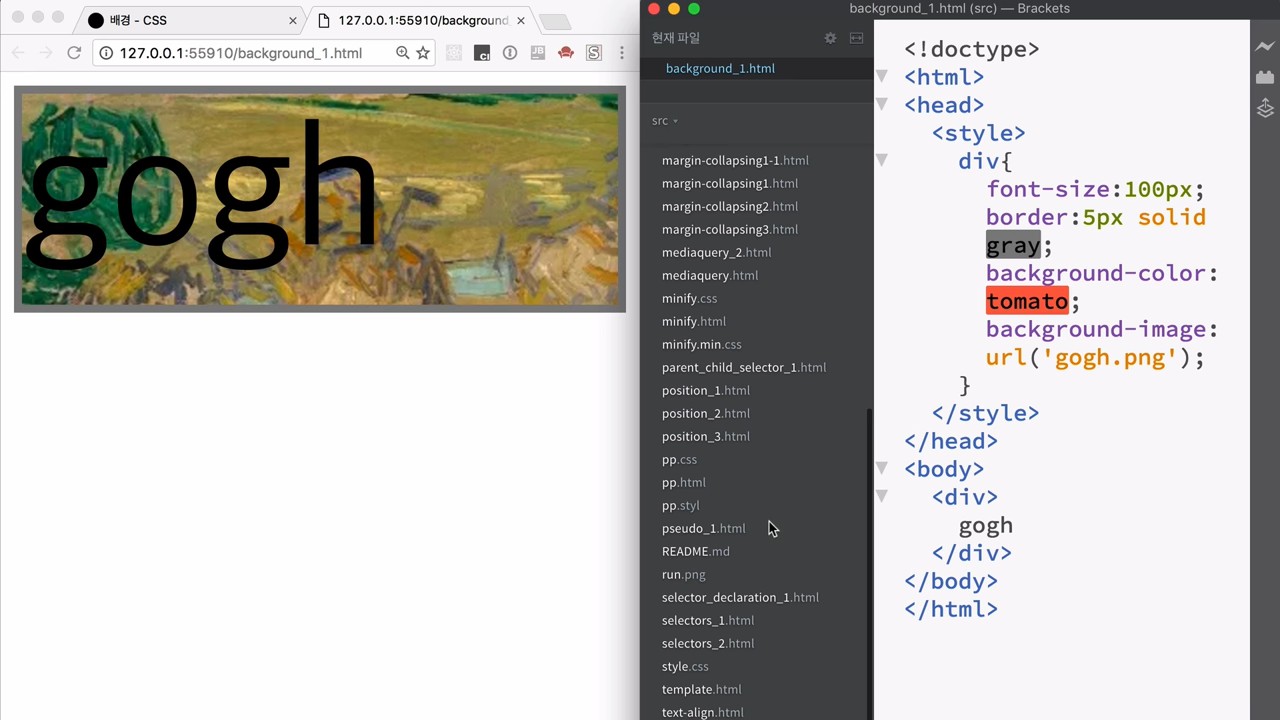 배경 - CSS
127.0.0.1:55910/background
127.0.0.1:55910/background_1.html
gogh
background_1.html (src) — Brackets
현재 파일
background_1.html
src
margin-collapsing1-1.html
margin-collapsing1.html
margin-collapsing2.html
margin-collapsing3.html
mediaquery_2.html
mediaquery.html
minify.css
minify.html
minify.min.css
parent_child_selector_1.html
position_1.html
position_2.html
position_3.html
pp.css
pp.html
pp.styl
pseudo_1.html
README.md
run.png
selector_declaration_1.html
selectors_1.html
selectors_2.html
style.css
template.html
text-align.html
<!doctype>
<html>
<head>
<style>
div{
font-size:100px;
border:5px solid
gray;
background-color:
tomato;
background-image:
url('gogh.png');
}
</style>
</head>
<body>
<div>
gogh
</div>
</body>
</html>